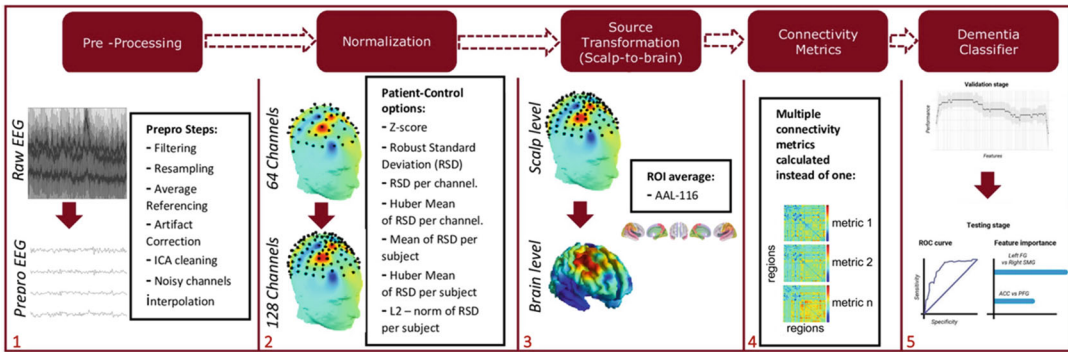 Pre -Processing
Normalization
Source
Transformation
(Scalp-to-brain)
Connectivity
Metrics
Dementia
Classifier
Raw EEG
Prepro EEG
Prepro Steps:
- Filtering
- Resampling
- Average
Referencing
- Artifact
Correction
- ICA cleaning
- Noisy channels
interpolation
1
64 Channels
128 Channels
Patient-Control
options:
- Z-score
- Robust Standard
Deviation (RSD)
- RSD per channel.
- Huber Mean
of RSD per channel.
- Mean of RSD per
subject
- Huber Mean
of RSD per subject
- L2 – norm of RSD
per subject
2
Scalp level
Brain level
ROI average:
- AAL-116
3
Multiple
connectivity
metrics
calculated
instead of one:
metric 1
metric 2
metric n
regions
regions
4
Validation stage
Performance
Features
Testing stage
ROC curve
Sensitivity
Specificity
Feature importance
Left FG
vs Right SMG
ACC vs PFG
5